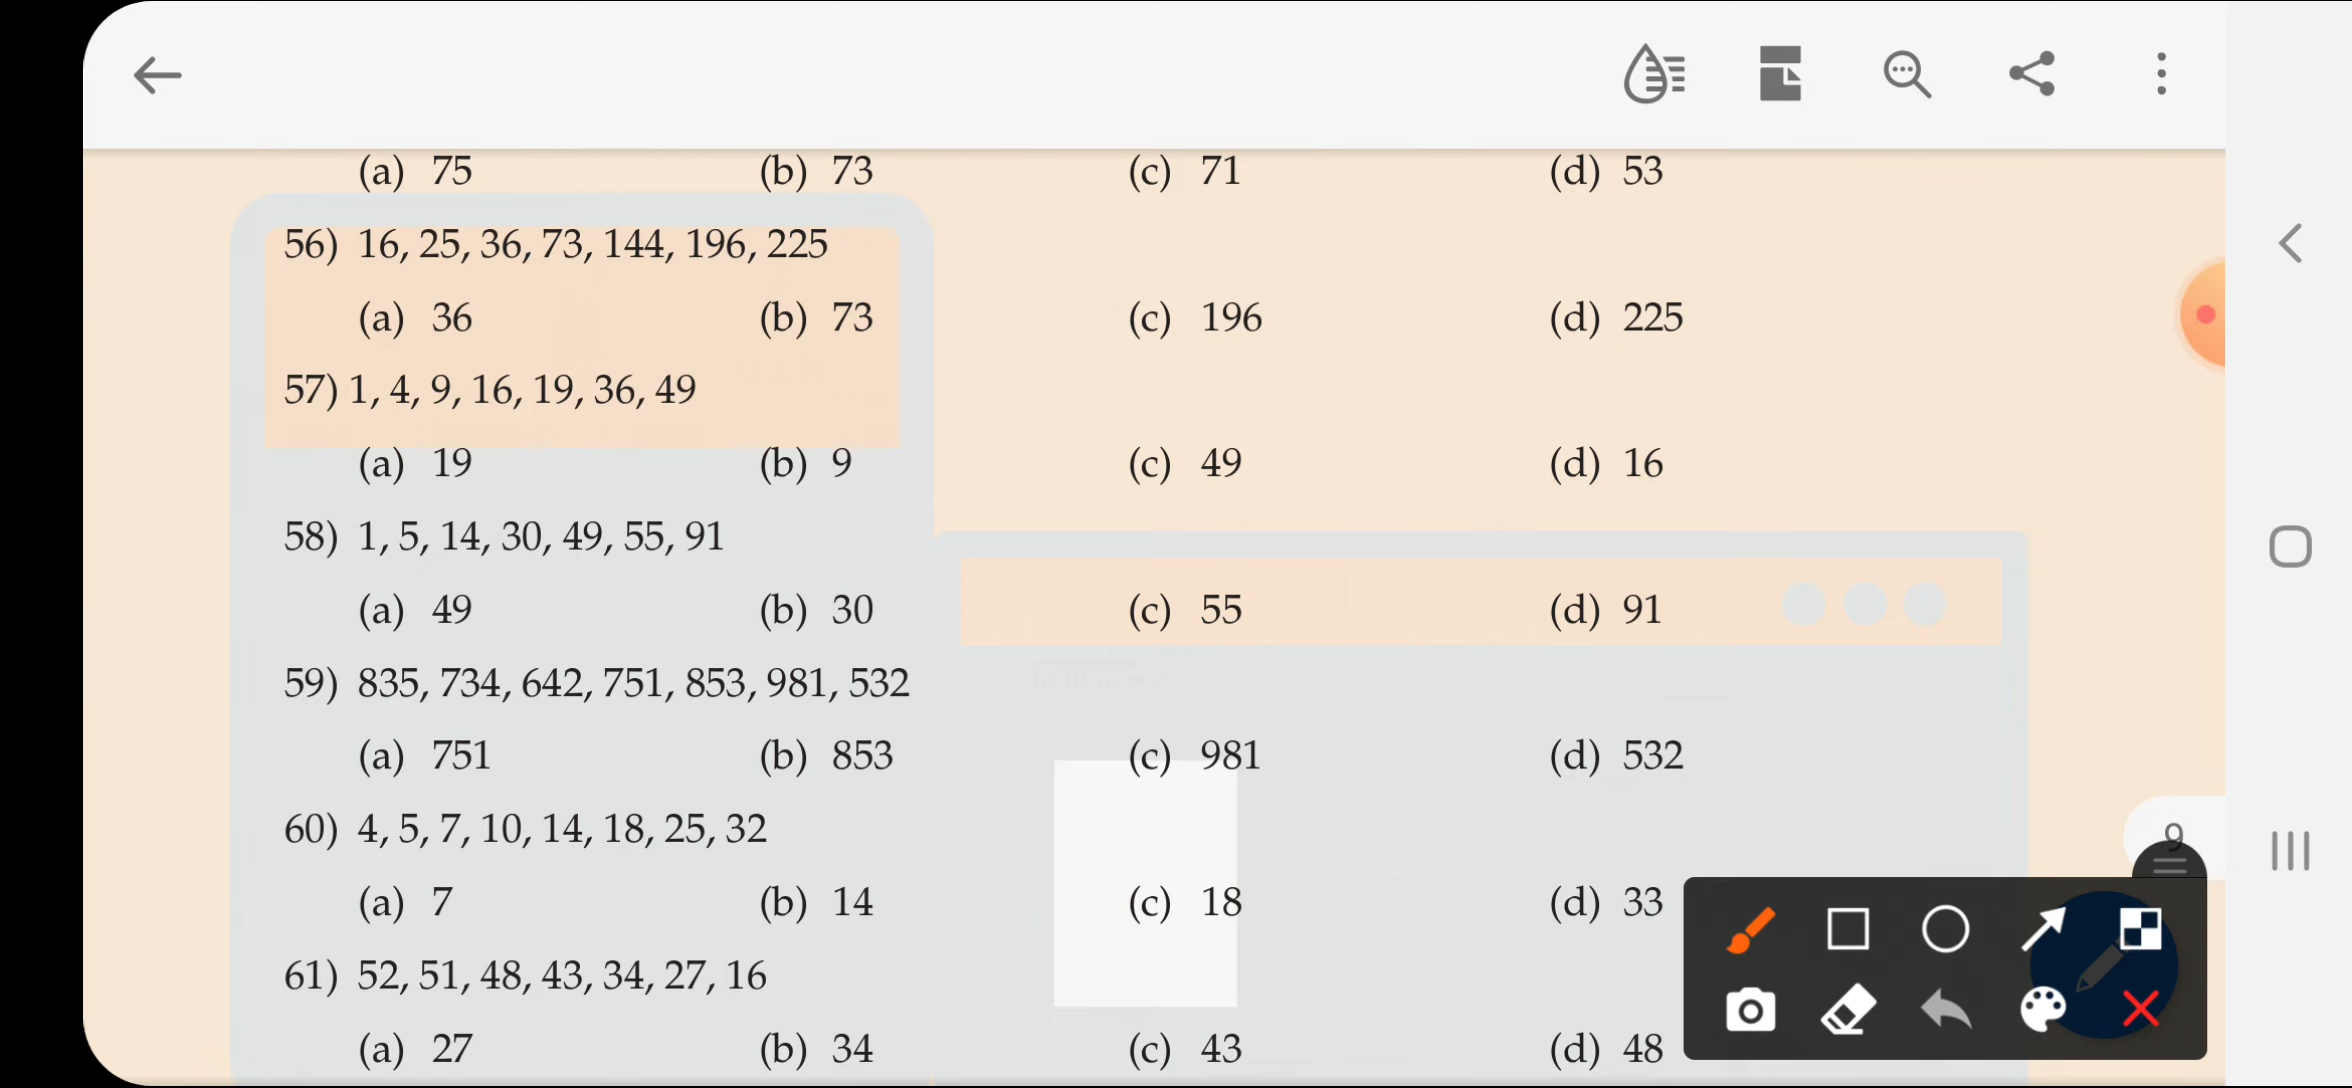 (a) 75 (b) 73 (c) 71 (d) 53
56) 16, 25, 36, 73, 144, 196, 225
(a) 36 (b) 73 (c) 196 (d) 225
57) 1, 4, 9, 16, 19, 36, 49
(a) 19 (b) 9 (c) 49 (d) 16
58) 1, 5, 14, 30, 49, 55, 91
(a) 49 (b) 30 (c) 55 (d) 91
59) 835, 734, 642, 751, 853, 981, 532
(a) 751 (b) 853 (c) 981 (d) 532
60) 4, 5, 7, 10, 14, 18, 25, 32
9
(a) 7 (b) 14 (c) 18 (d) 33
61) 52, 51, 48, 43, 34, 27, 16
(a) 27 (b) 34 (c) 43 (d) 48